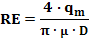 RE = 4 · qm / π · μ · D